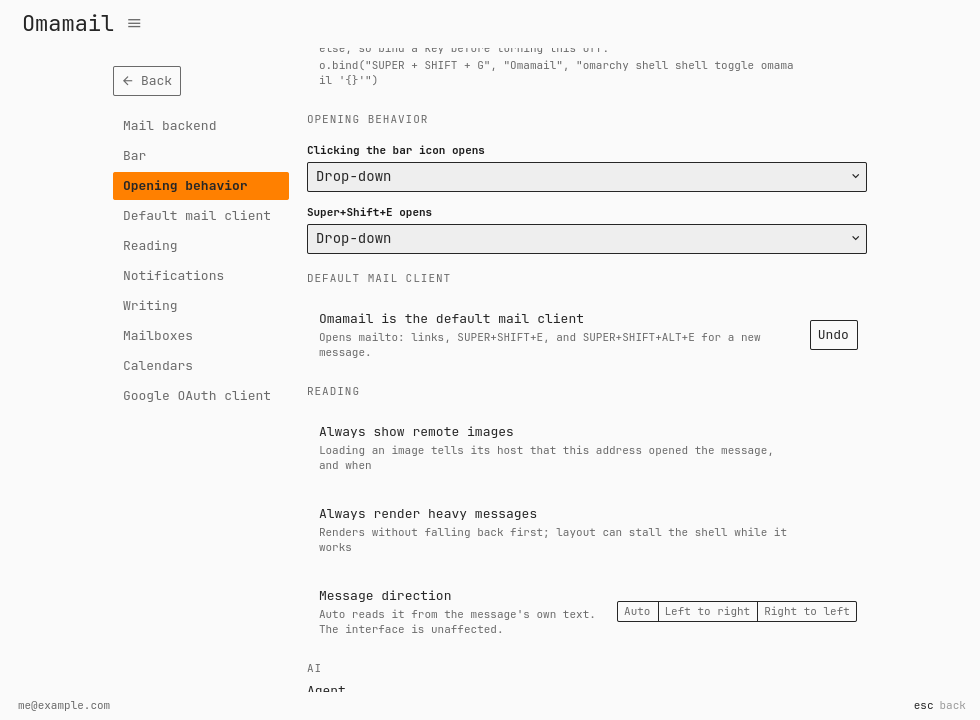 Omamail
else, so bind a key before turning this off.
o.bind("SUPER + SHIFT + G", "Omamail", "omarchy shell shell toggle omama
il '{}'")
← Back
Mail backend
Bar
Opening behavior
Default mail client
Reading
Notifications
Writing
Mailboxes
Calendars
Google OAuth client
OPENING BEHAVIOR
Clicking the bar icon opens
Drop-down
Super+Shift+E opens
Drop-down
DEFAULT MAIL CLIENT
Omamail is the default mail client
Opens mailto: links, SUPER+SHIFT+E, and SUPER+SHIFT+ALT+E for a new
message.
Undo
READING
Always show remote images
Loading an image tells its host that this address opened the message,
and when
Always render heavy messages
Renders without falling back first; layout can stall the shell while it
works
Message direction
Auto reads it from the message's own text.
The interface is unaffected.
Auto Left to right Right to left
AI
Agent
me@example.com
esc back